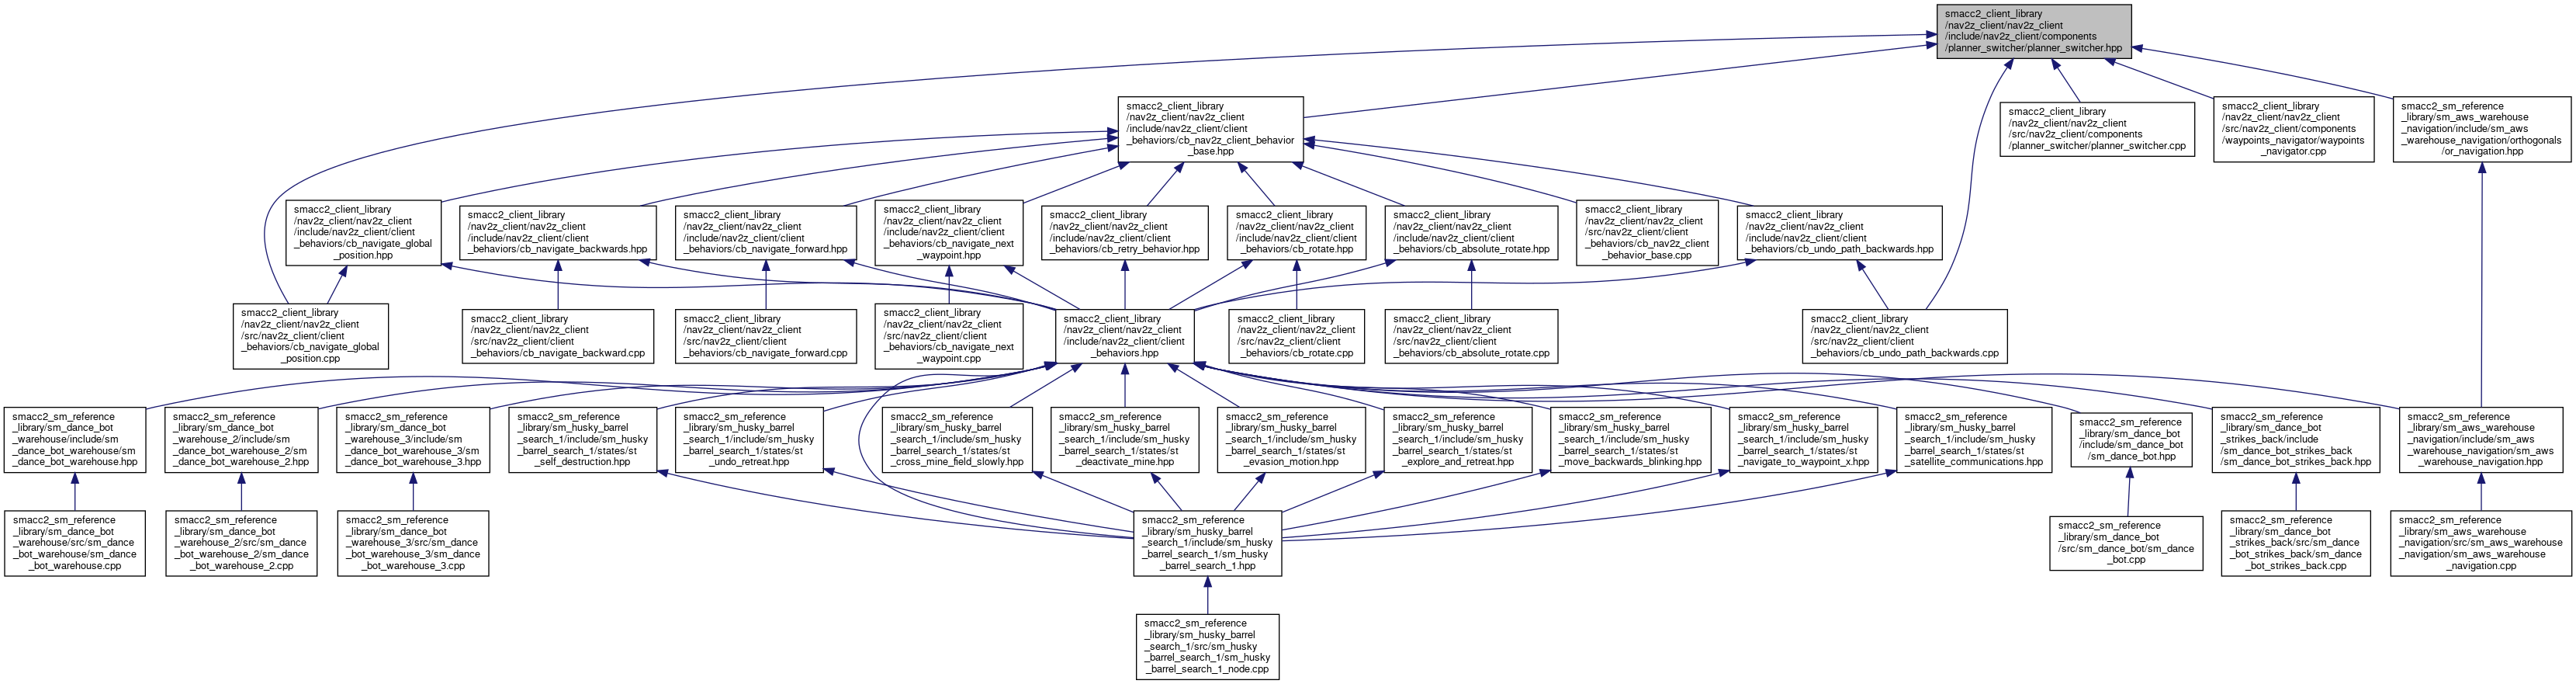 smacc2_client_library
/nav2z_client/nav2z_client
/include/nav2z_client/components
/planner_switcher/planner_switcher.hpp
smacc2_client_library
/nav2z_client/nav2z_client
/include/nav2z_client/client
_behaviors/cb_nav2z_client_behavior
_base.hpp
smacc2_client_library
/nav2z_client/nav2z_client
/src/nav2z_client/components
/planner_switcher/planner_switcher.cpp
smacc2_client_library
/nav2z_client/nav2z_client
/src/nav2z_client/components
/waypoints_navigator/waypoints
_navigator.cpp
smacc2_sm_reference
_library/sm_aws_warehouse
_navigation/include/sm_aws
_warehouse_navigation/orthogonals
/or_navigation.hpp
smacc2_client_library
/nav2z_client/nav2z_client
/include/nav2z_client/client
_behaviors/cb_navigate_global
_position.hpp
smacc2_client_library
/nav2z_client/nav2z_client
/include/nav2z_client/client
_behaviors/cb_navigate_backwards.hpp
smacc2_client_library
/nav2z_client/nav2z_client
/include/nav2z_client/client
_behaviors/cb_navigate_forward.hpp
smacc2_client_library
/nav2z_client/nav2z_client
/include/nav2z_client/client
_behaviors/cb_navigate_next
_waypoint.hpp
smacc2_client_library
/nav2z_client/nav2z_client
/include/nav2z_client/client
_behaviors/cb_retry_behavior.hpp
smacc2_client_library
/nav2z_client/nav2z_client
/include/nav2z_client/client
_behaviors/cb_rotate.hpp
smacc2_client_library
/nav2z_client/nav2z_client
/include/nav2z_client/client
_behaviors/cb_absolute_rotate.hpp
smacc2_client_library
/nav2z_client/nav2z_client
/src/nav2z_client/client
_behaviors/cb_nav2z_client
_behavior_base.cpp
smacc2_client_library
/nav2z_client/nav2z_client
/include/nav2z_client/client
_behaviors/cb_undo_path_backwards.hpp
smacc2_client_library
/nav2z_client/nav2z_client
/src/nav2z_client/client
_behaviors/cb_navigate_global
_position.cpp
smacc2_client_library
/nav2z_client/nav2z_client
/src/nav2z_client/client
_behaviors/cb_navigate_backward.cpp
smacc2_client_library
/nav2z_client/nav2z_client
/src/nav2z_client/client
_behaviors/cb_navigate_forward.cpp
smacc2_client_library
/nav2z_client/nav2z_client
/src/nav2z_client/client
_behaviors/cb_navigate_next
_waypoint.cpp
smacc2_client_library
/nav2z_client/nav2z_client
/include/nav2z_client/client
_behaviors.hpp
smacc2_client_library
/nav2z_client/nav2z_client
/src/nav2z_client/client
_behaviors/cb_rotate.cpp
smacc2_client_library
/nav2z_client/nav2z_client
/src/nav2z_client/client
_behaviors/cb_absolute_rotate.cpp
smacc2_client_library
/nav2z_client/nav2z_client
/src/nav2z_client/client
_behaviors/cb_undo_path_backwards.cpp
smacc2_sm_reference
_library/sm_dance_bot
_warehouse/include/sm
_dance_bot_warehouse/sm
_dance_bot_warehouse.hpp
smacc2_sm_reference
_library/sm_dance_bot
_warehouse_2/include/sm
_dance_bot_warehouse_2/sm
_dance_bot_warehouse_2.hpp
smacc2_sm_reference
_library/sm_dance_bot
_warehouse_3/include/sm
_dance_bot_warehouse_3/sm
_dance_bot_warehouse_3.hpp
smacc2_sm_reference
_library/sm_husky_barrel
_search_1/include/sm_husky
_barrel_search_1/states/st
_self_destruction.hpp
smacc2_sm_reference
_library/sm_husky_barrel
_search_1/include/sm_husky
_barrel_search_1/states/st
_undo_retreat.hpp
smacc2_sm_reference
_library/sm_husky_barrel
_search_1/include/sm_husky
_barrel_search_1/states/st
_cross_mine_field_slowly.hpp
smacc2_sm_reference
_library/sm_husky_barrel
_search_1/include/sm_husky
_barrel_search_1/states/st
_deactivate_mine.hpp
smacc2_sm_reference
_library/sm_husky_barrel
_search_1/include/sm_husky
_barrel_search_1/states/st
_evasion_motion.hpp
smacc2_sm_reference
_library/sm_husky_barrel
_search_1/include/sm_husky
_barrel_search_1/states/st
_explore_and_retreat.hpp
smacc2_sm_reference
_library/sm_husky_barrel
_search_1/include/sm_husky
_barrel_search_1/states/st
_move_backwards_blinking.hpp
smacc2_sm_reference
_library/sm_husky_barrel
_search_1/include/sm_husky
_barrel_search_1/states/st
_navigate_to_waypoint_x.hpp
smacc2_sm_reference
_library/sm_husky_barrel
_search_1/include/sm_husky
_barrel_search_1/states/st
_satellite_communications.hpp
smacc2_sm_reference
_library/sm_dance_bot
/include/sm_dance_bot
/sm_dance_bot.hpp
smacc2_sm_reference
_library/sm_dance_bot
_strikes_back/include
/sm_dance_bot_strikes_back
/sm_dance_bot_strikes_back.hpp
smacc2_sm_reference
_library/sm_aws_warehouse
_navigation/include/sm_aws
_warehouse_navigation/sm_aws
_warehouse_navigation.hpp
smacc2_sm_reference
_library/sm_dance_bot
_warehouse/src/sm_dance
_bot_warehouse/sm_dance
_bot_warehouse.cpp
smacc2_sm_reference
_library/sm_dance_bot
_warehouse_2/src/sm_dance
_bot_warehouse_2/sm_dance
_bot_warehouse_2.cpp
smacc2_sm_reference
_library/sm_dance_bot
_warehouse_3/src/sm_dance
_bot_warehouse_3/sm_dance
_bot_warehouse_3.cpp
smacc2_sm_reference
_library/sm_husky_barrel
_search_1/include/sm_husky
_barrel_search_1/sm_husky
_barrel_search_1.hpp
smacc2_sm_reference
_library/sm_dance_bot
/src/sm_dance_bot/sm_dance
_bot.cpp
smacc2_sm_reference
_library/sm_dance_bot
_strikes_back/src/sm_dance
_bot_strikes_back/sm_dance
_bot_strikes_back.cpp
smacc2_sm_reference
_library/sm_aws_warehouse
_navigation/src/sm_aws_warehouse
_navigation/sm_aws_warehouse
_navigation.cpp
smacc2_sm_reference
_library/sm_husky_barrel
_search_1/src/sm_husky
_barrel_search_1/sm_husky
_barrel_search_1_node.cpp